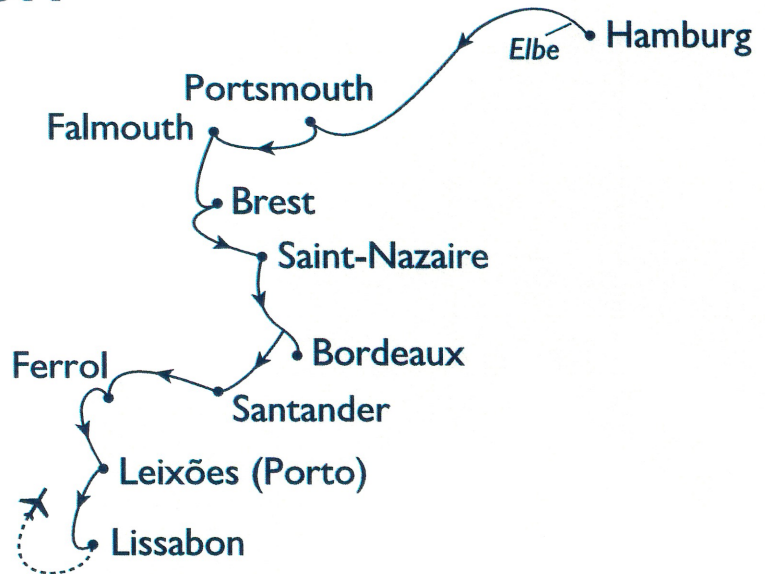 Hamburg
Elbe
Portsmouth
Falmouth
Brest
Saint-Nazaire
Bordeaux
Ferrol
Santander
Leixões (Porto)
Lissabon